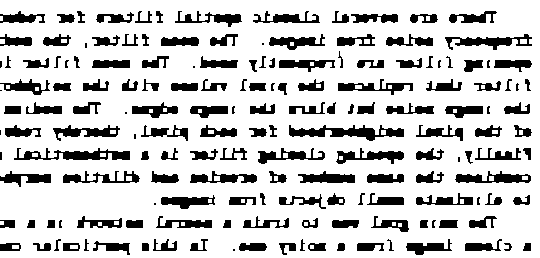 There are several classic spatial filters for
frequency noise from images. The mean filter, the
opening filter are frequently used. The mean filter
filter that replaces the pixel values with the
the image noise but blurs the image edges. The median
of the pixel neighborhood for each pixel, thereby
Finally, the opening closing filter is a mathematical
combines the same number of erosion and dilation
to eliminate small objects from images.
The main goal was to train a neural network in a
a clean image from a noisy one. In this particular